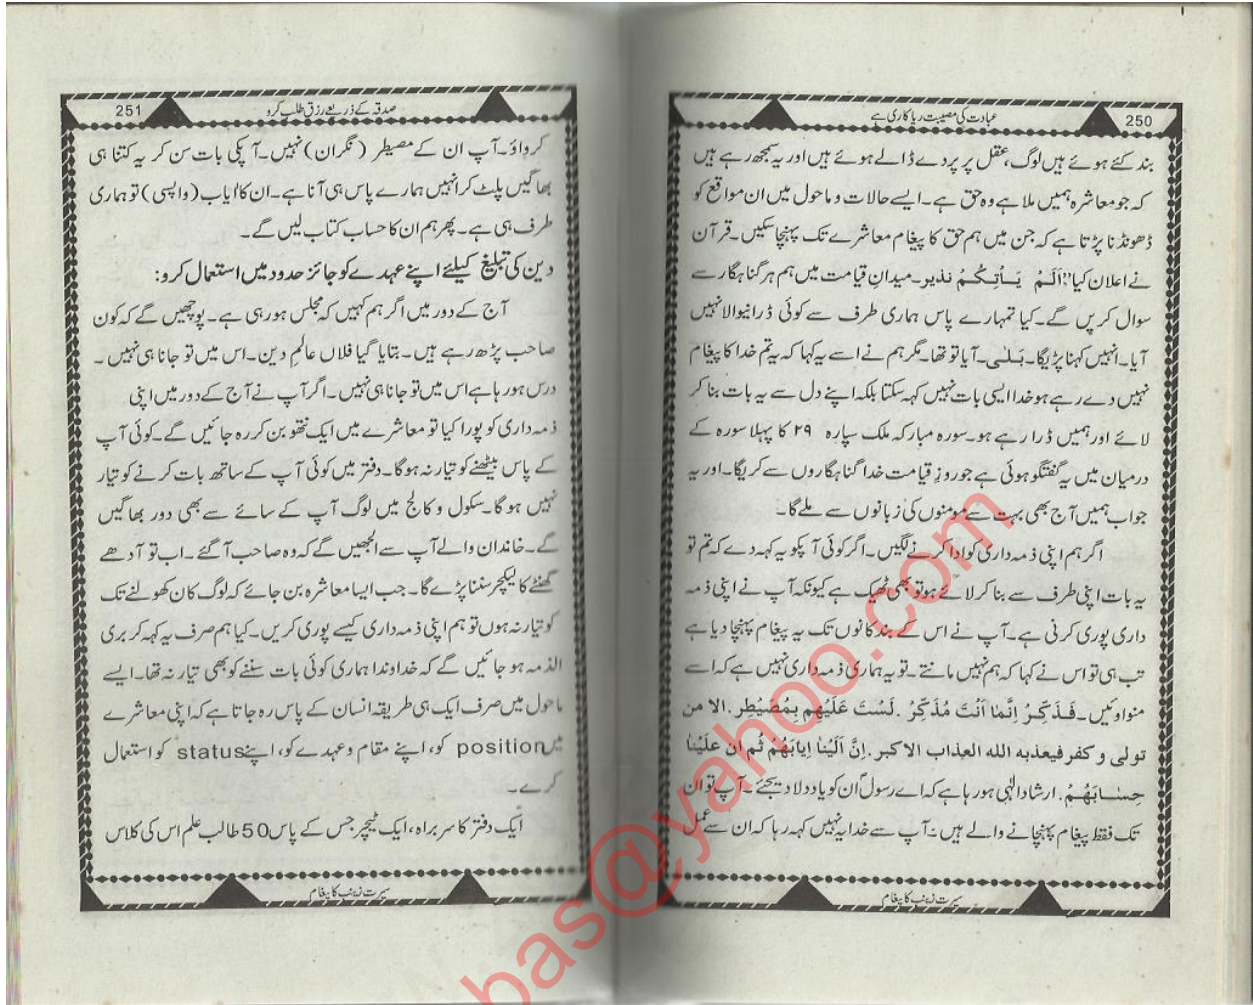 250
عبادت کی مصیبت ریاکاری ہے
بند کئے ہوئے ہیں لوگ، عقل پر پردے ڈالے ہوئے ہیں اور یہ سمجھ رہے ہیں
کہ جو معاشرہ ہمیں ملا ہے وہ حق ہے۔ ایسے حالات و ماحول میں ان مواقع کو
ڈھونڈنا پڑتا ہے کہ جن میں ہم حق کا پیغام معاشرے تک پہنچا سکیں۔ قرآن
نے اعلان کیا "اَلَمْ یَاْتِکُمْ نذیر۔ میدانِ قیامت میں ہم ہر گناہگار سے
سوال کریں گے۔ کیا تمہارے پاس ہماری طرف سے کوئی ڈرانیوالا نہیں
آیا۔ انہیں کہنا پڑیگا۔ بَلٰی۔ آیا تو تھا۔ مگر ہم نے اسے یہ کہا کہ یہ تم خدا کا پیغام
نہیں دے رہے ہو خدا ایسی بات نہیں کہہ سکتا بلکہ اپنے دل سے یہ بات بنا کر
لائے اور ہمیں ڈرا رہے ہو۔ سورہ مبارکہ ملک سپارہ ۲۹ کا پہلا سورہ کے
درمیان میں یہ گفتگو ہوئی ہے جو روزِ قیامت خدا گناہگاروں سے کریگا۔ اور یہ
جواب ہمیں آج بھی بہت سے مومنوں کی زبانوں سے ملے گا۔
اگر ہم اپنی ذمہ داری کو ادا کرنے لگیں۔ اگر کوئی آپکو یہ کہہ دے کہ تم تو
یہ بات اپنی طرف سے بنا کر لائے ہو تو بھی ٹھیک ہے کیونکہ آپ نے اپنی ذمہ
داری پوری کرنی ہے۔ آپ نے اس کے بند کانوں تک یہ پیغام پہنچا دیا ہے
تب ہی تو اس نے کہا کہ ہم نہیں مانتے۔ تو یہ ہماری ذمہ داری نہیں ہے کہ اسے
منوائیں۔ فَذَکِّرْ اِنَّمَا اَنْتَ مُذَکِّرْ . لَسْتَ عَلَیْهِم بِمُصَیْطِر . الا من
تولی و کفر فیعذبه الله العذاب الاکبر . اِنَّ اَلَیْنَا اِیَابَهُمْ ثُم ان عَلَیْنَا
حِسَابَهُمْ . ارشاد الٰہی ہو رہا ہے کہ اے رسولؐ ان کو یاد دلا دیجئے۔ آپ تو ان
تک فقط پیغام پہنچانے والے ہیں۔ آپ سے خدا یہ نہیں کہہ رہا کہ ان سے عمل
سیرت زینب کا پیغام
251
صدقہ کے ذریعے رزق طلب کرو
کرواؤ۔ آپ ان کے مصیطر (نگران) نہیں۔ آپکی بات سن کر یہ کتنا ہی
بھاگیں پلٹ کر انہیں ہمارے پاس ہی آنا ہے۔ ان کا ایاب (واپسی) تو ہماری
طرف ہی ہے۔ پھر ہم ان کا حساب کتاب لیں گے۔
دین کی تبلیغ کیلئے اپنے عہدے کو جائز حدود میں استعمال کرو:
آج کے دور میں اگر ہم کہیں کہ مجلس ہو رہی ہے۔ پوچھیں گے کہ کون
صاحب پڑھ رہے ہیں۔ بتایا گیا فلاں عالمِ دین۔ اس میں تو جانا ہی نہیں۔
درس ہو رہا ہے اس میں تو جانا ہی نہیں۔ اگر آپ نے آج کے دور میں اپنی
ذمہ داری کو پورا کیا تو معاشرے میں ایک نتھو بن کر رہ جائیں گے۔ کوئی آپ
کے پاس بیٹھنے کو تیار نہ ہوگا۔ دفتر میں کوئی آپ کے ساتھ بات کرنے کو تیار
نہیں ہوگا۔ سکول و کالج میں لوگ آپ کے سائے سے بھی دور بھاگیں
گے۔ خاندان والے آپ سے الجھیں گے کہ وہ صاحب آگئے۔ اب تو آدھے
گھنٹے کا لیکچر سننا پڑے گا۔ جب ایسا معاشرہ بن جائے کہ لوگ کان کھولنے تک
کو تیار نہ ہوں تو ہم اپنی ذمہ داری کیسے پوری کریں۔ کیا ہم صرف یہ کہہ کر بری
الذمہ ہو جائیں گے کہ خداوندا ہماری کوئی بات سننے کو بھی تیار نہ تھا۔ ایسے
ماحول میں صرف ایک ہی طریقہ انسان کے پاس رہ جاتا ہے کہ اپنی معاشرے
میں position کو، اپنے مقام و عہدے کو، اپنے status کو استعمال
کرے۔
ایک دفتر کا سربراہ، ایک ٹیچر جس کے پاس 50 طالب علم اس کی کلاس
سیرت زینب کا پیغام
bas@yahoo.com